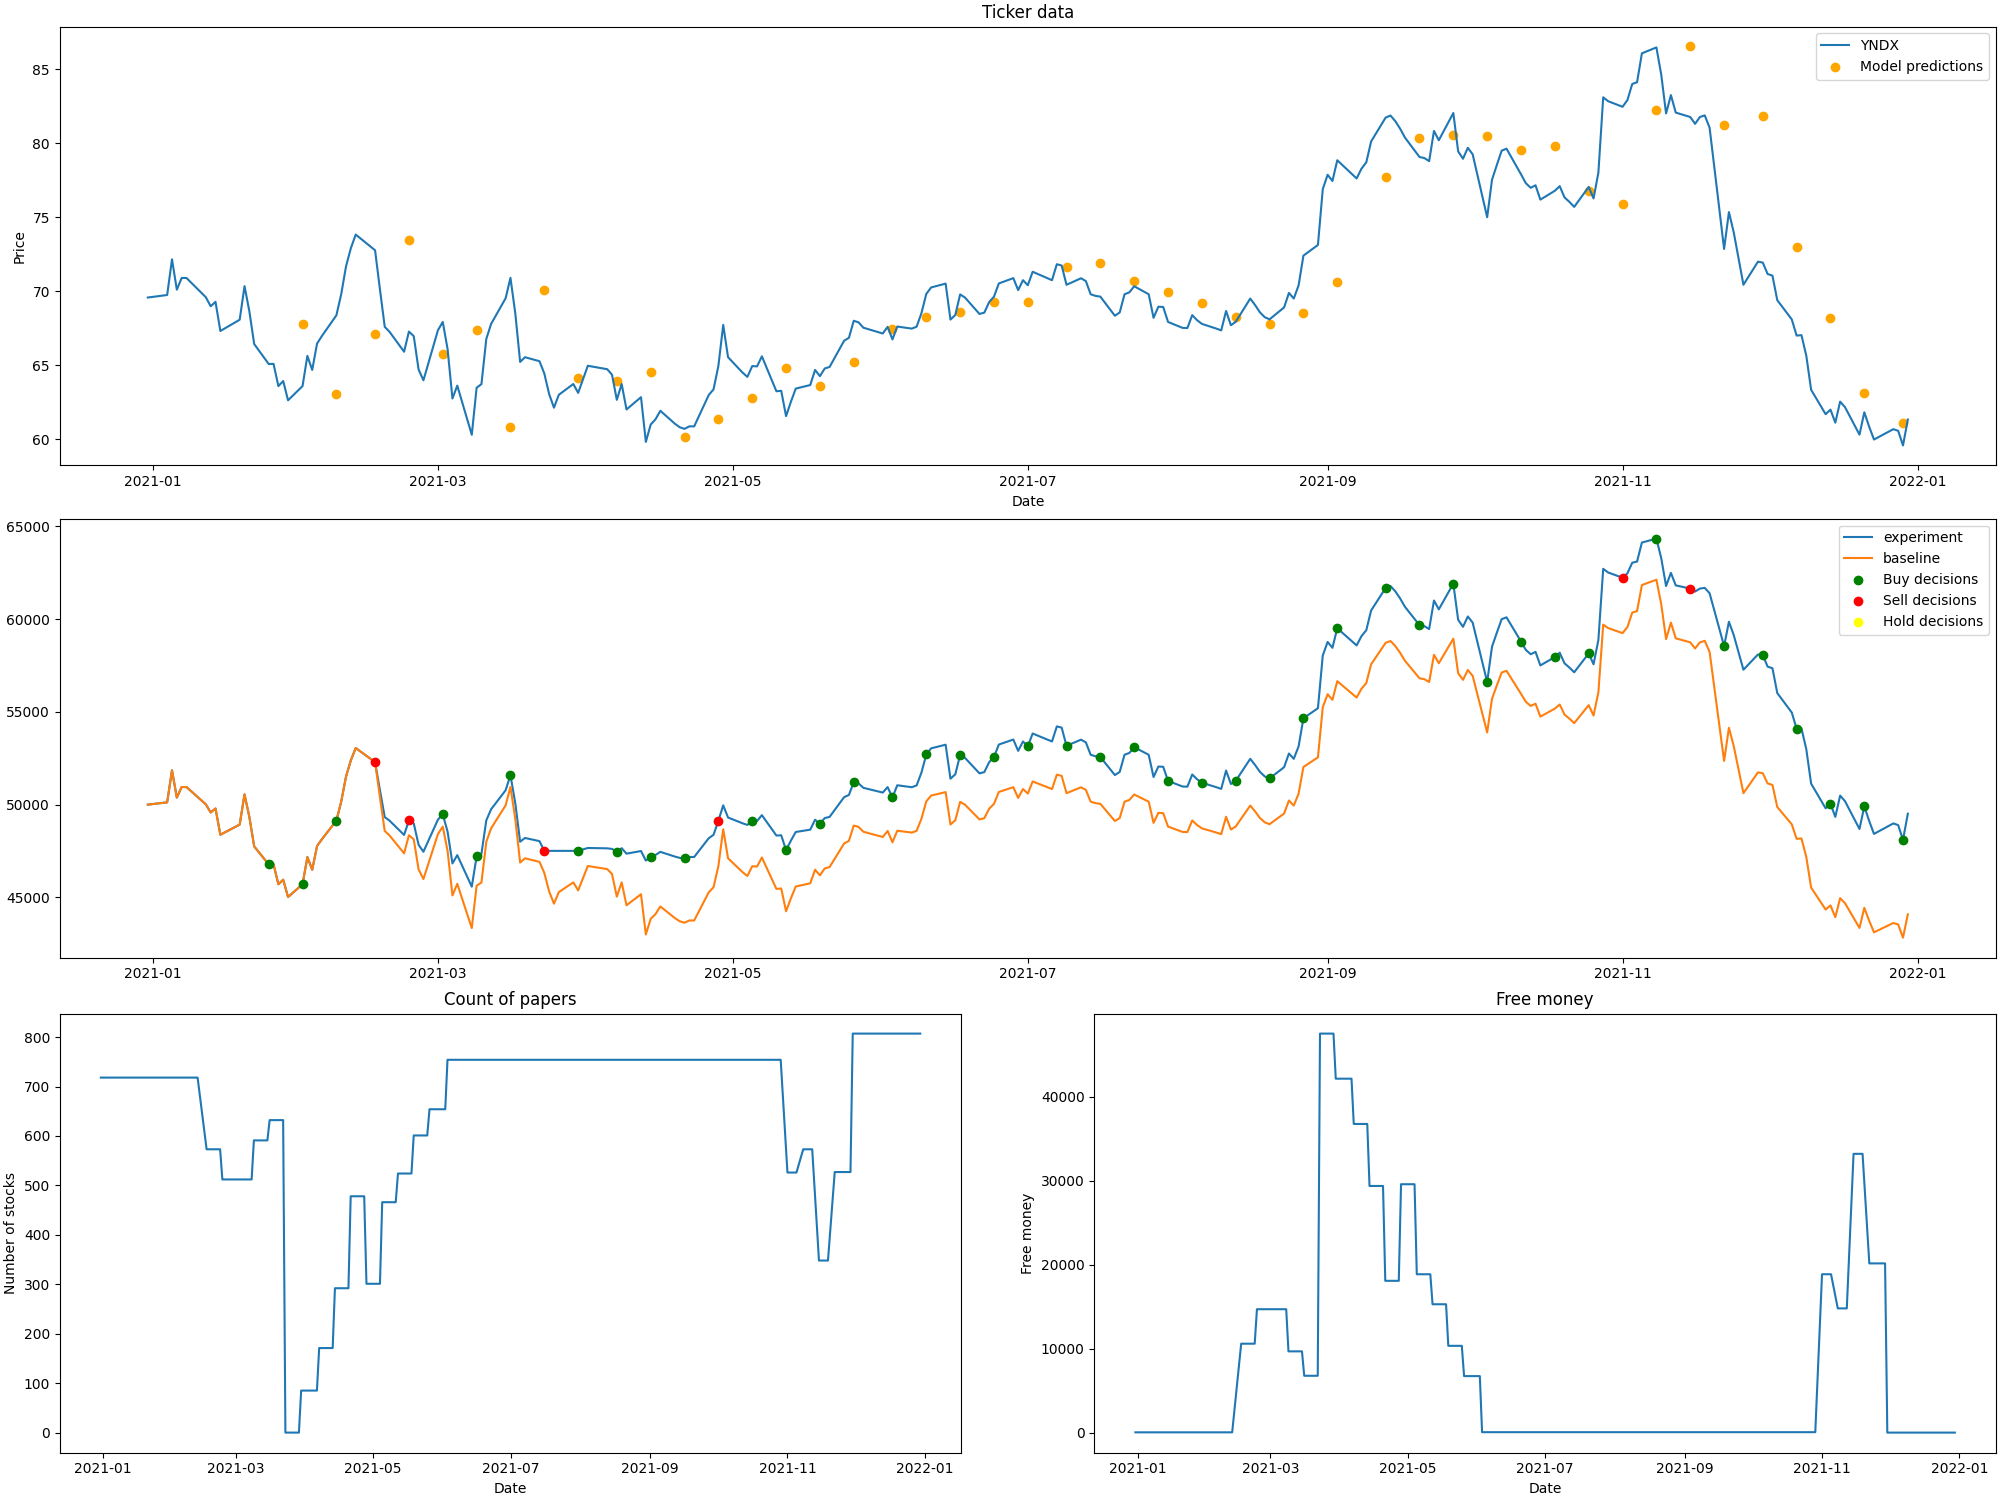 Ticker data
YNDX
Model predictions
85
80
75
70
65
60
Price
2021-01 2021-03 2021-05 2021-07 2021-09 2021-11 2022-01
Date
experiment
baseline
Buy decisions
Sell decisions
Hold decisions
65000
60000
55000
50000
45000
2021-01 2021-03 2021-05 2021-07 2021-09 2021-11 2022-01
Count of papers
800
700
600
500
400
300
200
100
0
Number of stocks
2021-01 2021-03 2021-05 2021-07 2021-09 2021-11 2022-01
Date
Free money
40000
30000
20000
10000
0
Free money
2021-01 2021-03 2021-05 2021-07 2021-09 2021-11 2022-01
Date